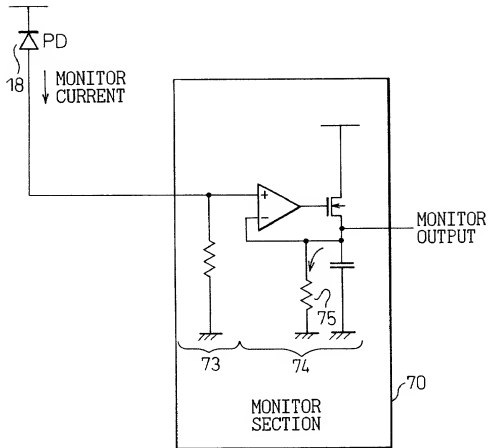 PD
18
MONITOR
CURRENT
+
−
MONITOR
OUTPUT
75
73
74
70
MONITOR
SECTION